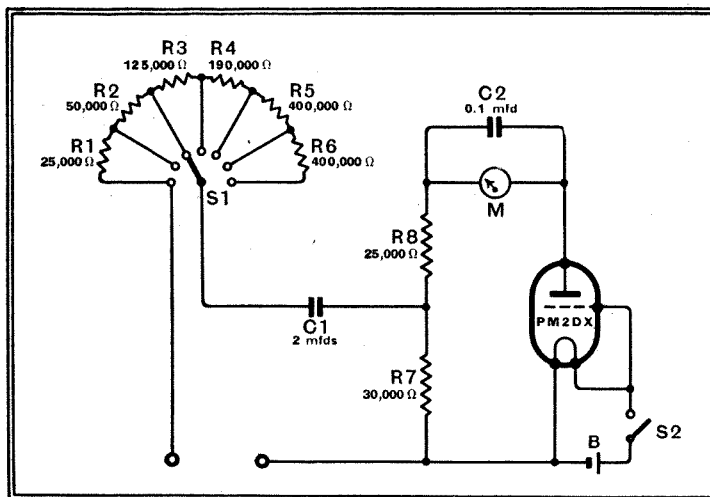 R3
125,000 Ω
R4
190,000 Ω
R2
50,000 Ω
R5
400,000 Ω
R1
25,000 Ω
R6
400,000 Ω
S1
C2
0.1 mfd
M
R8
25,000 Ω
C1
2 mfds
PM2DX
R7
30,000 Ω
B
S2